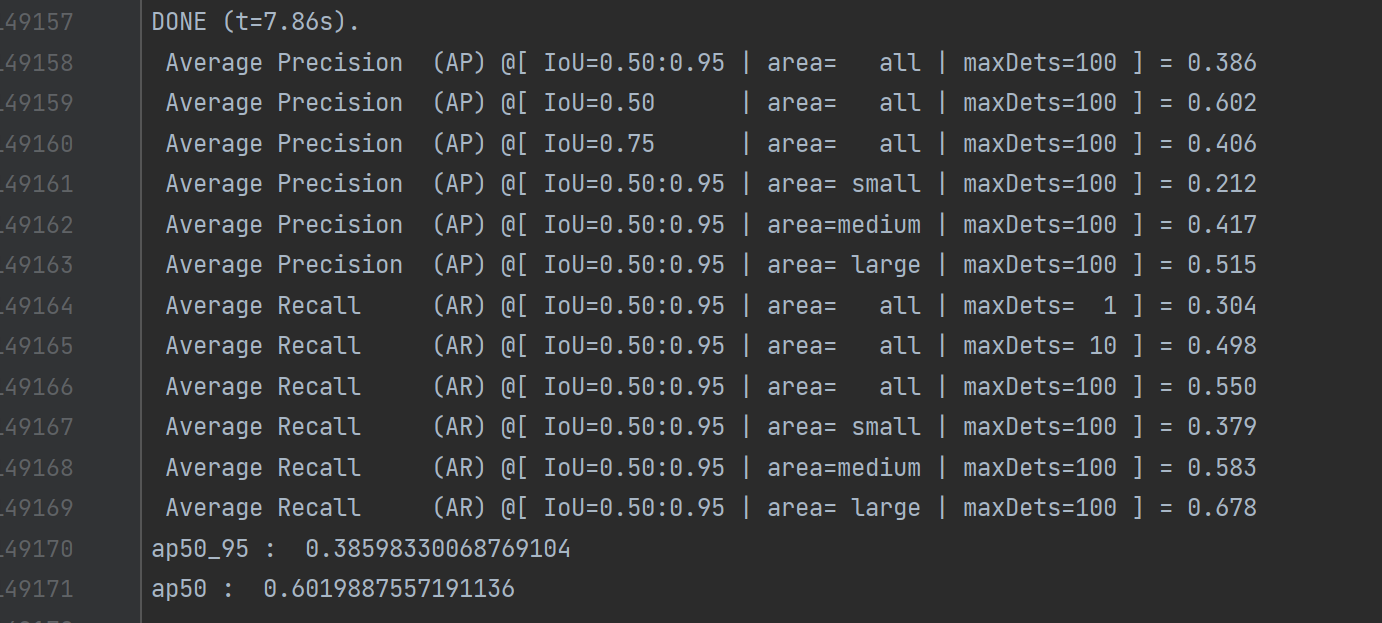 49157 DONE (t=7.86s).
49158 Average Precision  (AP) @[ IoU=0.50:0.95 | area=   all | maxDets=100 ] = 0.386
49159 Average Precision  (AP) @[ IoU=0.50      | area=   all | maxDets=100 ] = 0.602
49160 Average Precision  (AP) @[ IoU=0.75      | area=   all | maxDets=100 ] = 0.406
49161 Average Precision  (AP) @[ IoU=0.50:0.95 | area= small | maxDets=100 ] = 0.212
49162 Average Precision  (AP) @[ IoU=0.50:0.95 | area=medium | maxDets=100 ] = 0.417
49163 Average Precision  (AP) @[ IoU=0.50:0.95 | area= large | maxDets=100 ] = 0.515
49164 Average Recall     (AR) @[ IoU=0.50:0.95 | area=   all | maxDets=  1 ] = 0.304
49165 Average Recall     (AR) @[ IoU=0.50:0.95 | area=   all | maxDets= 10 ] = 0.498
49166 Average Recall     (AR) @[ IoU=0.50:0.95 | area=   all | maxDets=100 ] = 0.550
49167 Average Recall     (AR) @[ IoU=0.50:0.95 | area= small | maxDets=100 ] = 0.379
49168 Average Recall     (AR) @[ IoU=0.50:0.95 | area=medium | maxDets=100 ] = 0.583
49169 Average Recall     (AR) @[ IoU=0.50:0.95 | area= large | maxDets=100 ] = 0.678
49170 ap50_95 :  0.38598330068769104
49171 ap50 :  0.6019887557191136